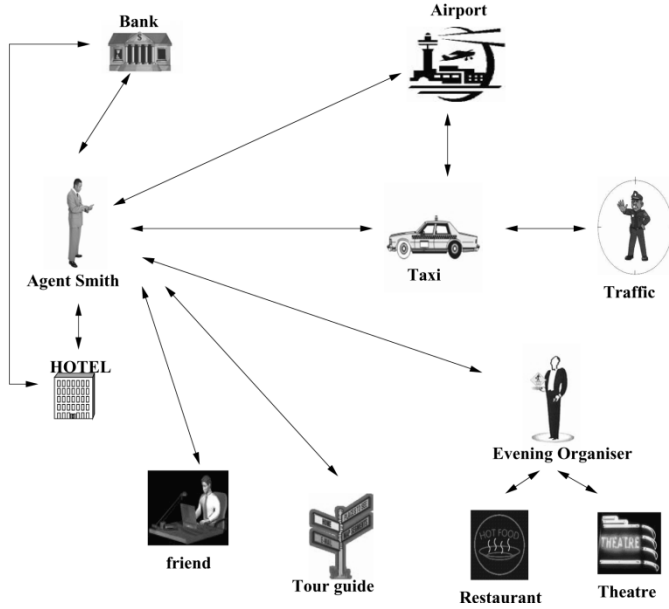 Bank
Airport
$
Agent Smith
Taxi
Traffic
HOTEL
Evening Organiser
HOT FOOD
THEATRE
friend
Tour guide
Restaurant
Theatre